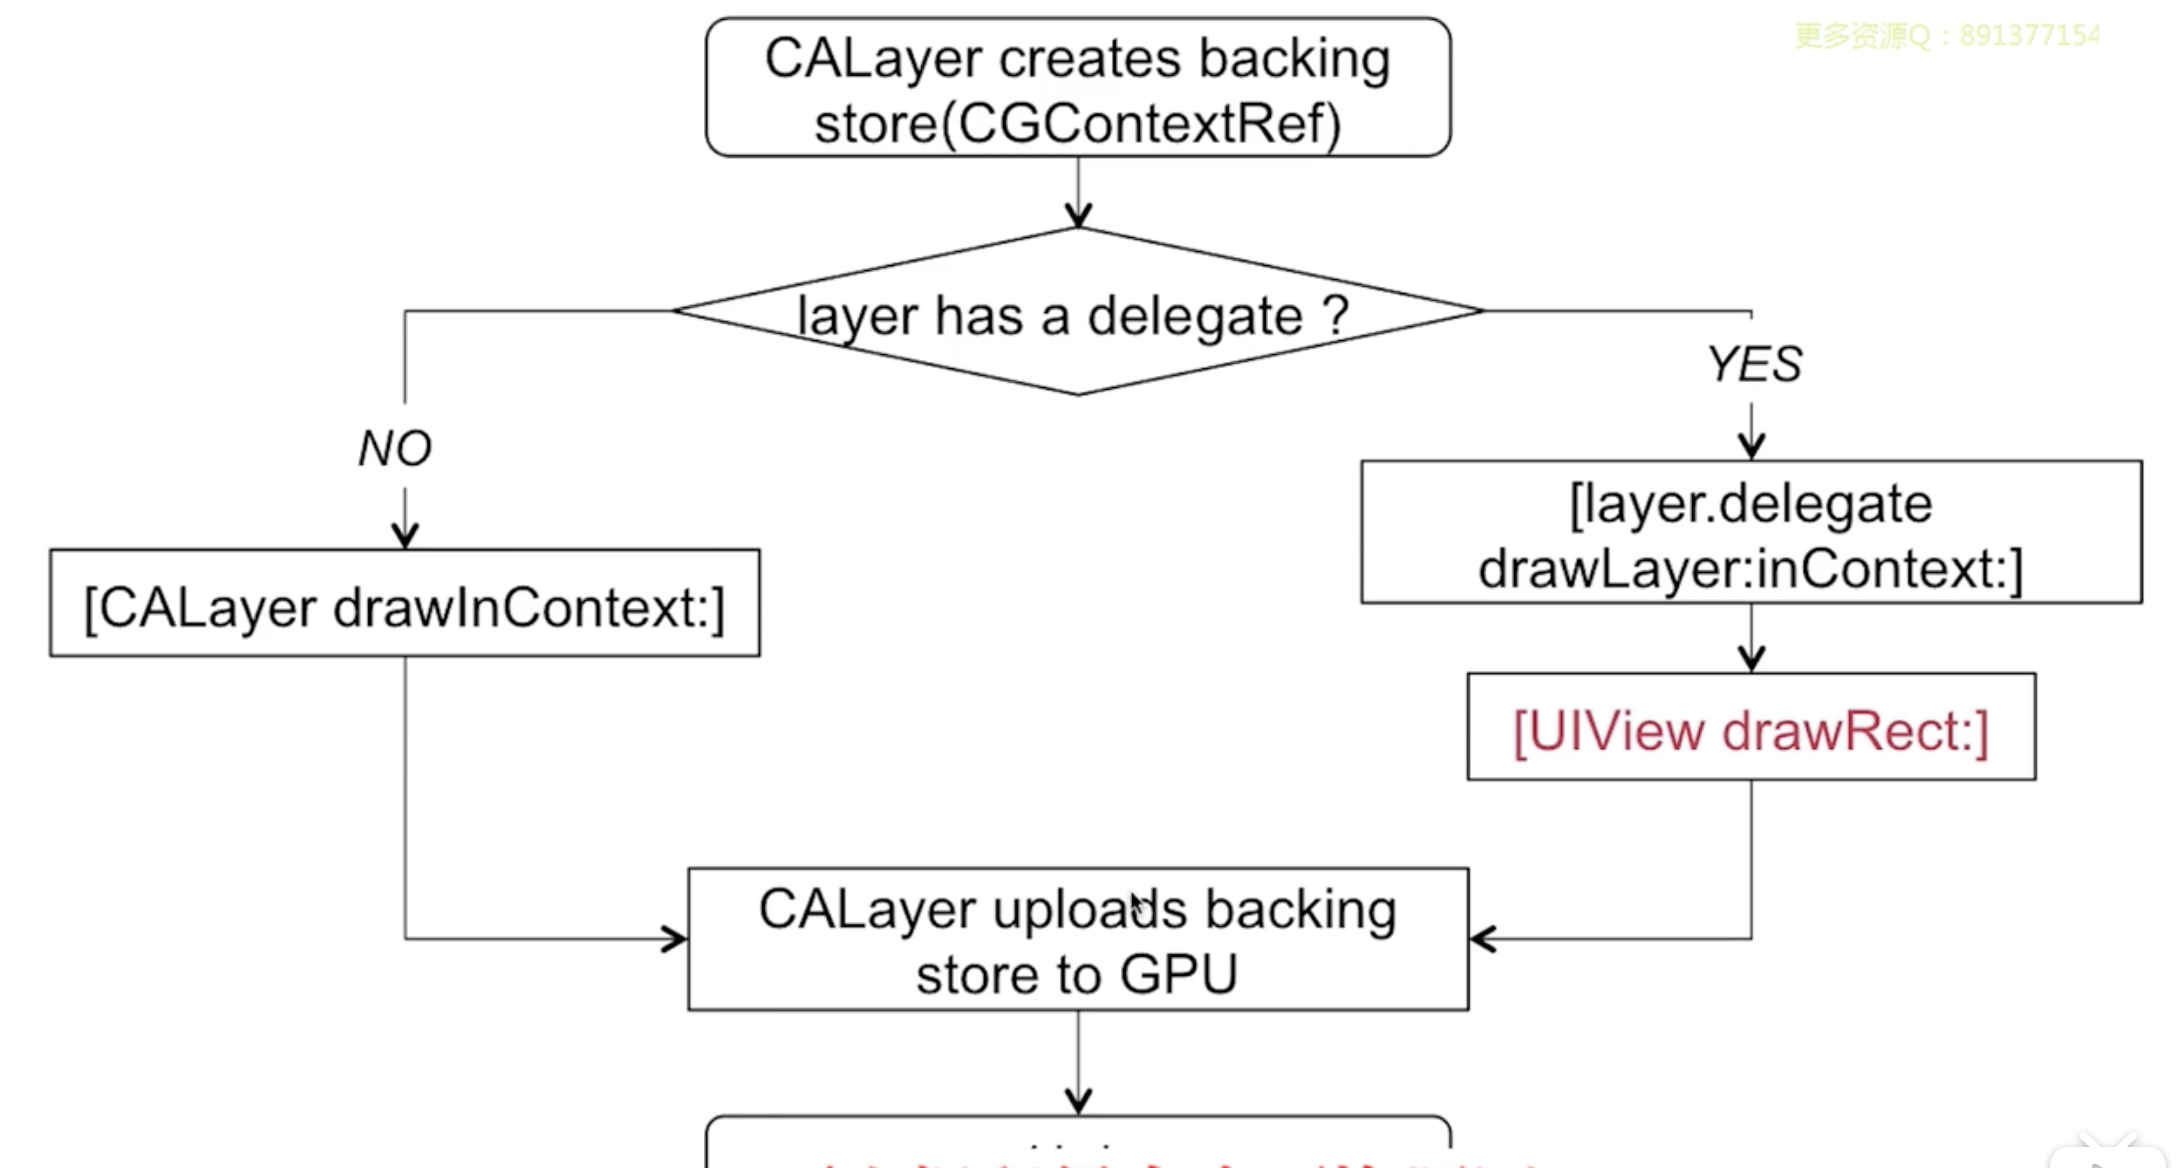 更多资源Q：891377154
CALayer creates backing
store(CGContextRef)
layer has a delegate ?
YES
NO
[layer.delegate
drawLayer:inContext:]
[CALayer drawInContext:]
[UIView drawRect:]
CALayer uploads backing
store to GPU